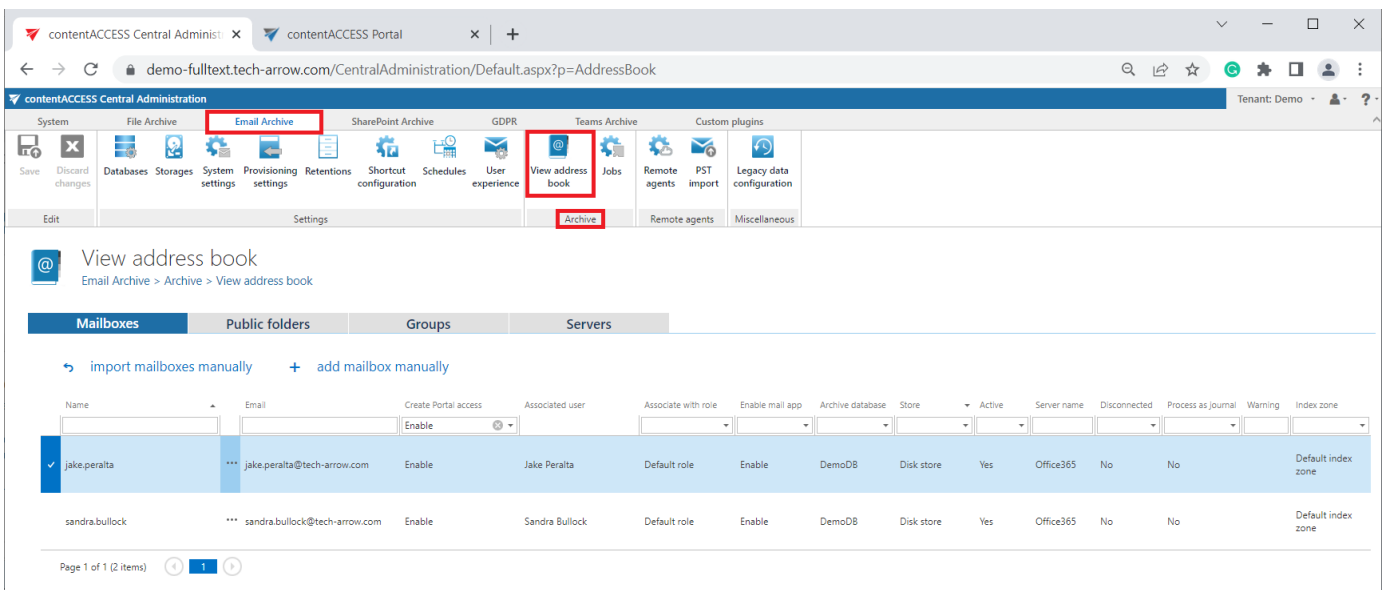 contentACCESS Central Administ
contentACCESS Portal
demo-fulltext.tech-arrow.com/CentralAdministration/Default.aspx?p=AddressBook
contentACCESS Central Administration
Tenant: Demo
?
System File Archive Email Archive SharePoint Archive GDPR Teams Archive Custom plugins
Save Discard changes Databases Storages System settings Provisioning settings Retentions Shortcut configuration Schedules User experience View address book Jobs Remote agents PST import Legacy data configuration
Edit Settings Archive Remote agents Miscellaneous
View address book
Email Archive > Archive > View address book
Mailboxes Public folders Groups Servers
import mailboxes manually + add mailbox manually
Name Email Create Portal access Associated user Associate with role Enable mail app Archive database Store Active Server name Disconnected Process as journal Warning Index zone
Enable
jake.peralta ... jake.peralta@tech-arrow.com Enable Jake Peralta Default role Enable DemoDB Disk store Yes Office365 No No Default index zone
sandra.bullock ... sandra.bullock@tech-arrow.com Enable Sandra Bullock Default role Enable DemoDB Disk store Yes Office365 No No Default index zone
Page 1 of 1 (2 items) 1